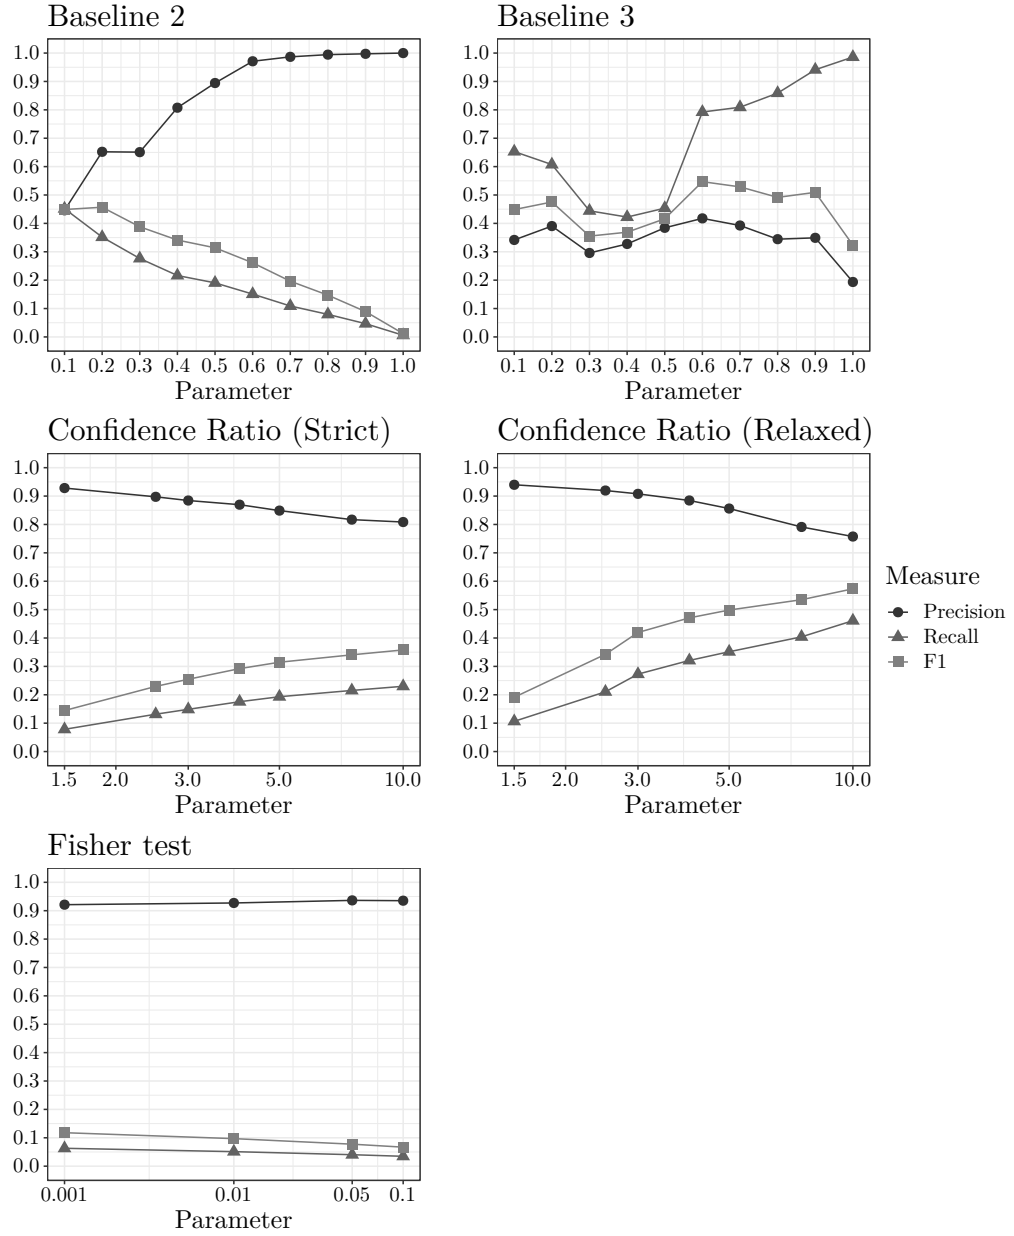 Baseline 2
1.0
0.9
0.8
0.7
0.6
0.5
0.4
0.3
0.2
0.1
0.0
0.1 0.2 0.3 0.4 0.5 0.6 0.7 0.8 0.9 1.0
Parameter
Baseline 3
1.0
0.9
0.8
0.7
0.6
0.5
0.4
0.3
0.2
0.1
0.0
0.1 0.2 0.3 0.4 0.5 0.6 0.7 0.8 0.9 1.0
Parameter
Confidence Ratio (Strict)
1.0
0.9
0.8
0.7
0.6
0.5
0.4
0.3
0.2
0.1
0.0
1.5 2.0 3.0 5.0 10.0
Parameter
Confidence Ratio (Relaxed)
1.0
0.9
0.8
0.7
0.6
0.5
0.4
0.3
0.2
0.1
0.0
1.5 2.0 3.0 5.0 10.0
Parameter
Measure
Precision
Recall
F1
Fisher test
1.0
0.9
0.8
0.7
0.6
0.5
0.4
0.3
0.2
0.1
0.0
0.001 0.01 0.05 0.1
Parameter